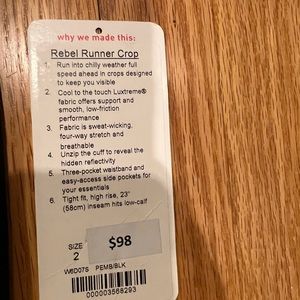 why we made this:
Rebel Runner Crop
1. Run into chilly weather full
speed ahead in crops designed
to keep you visible
2. Cool to the touch Luxtreme®
fabric offers support and
smooth, low-friction
performance
3. Fabric is sweat-wicking,
four-way stretch and
breathable
4. Unzip the cuff to reveal the
hidden reflectivity
5. Three-pocket waistband and
easy-access side pockets for
your essentials
6. Tight fit, high rise, 23"
(58cm) inseam hits low-calf
SIZE
2
$98
W6D07S PEMB/BLK
000003568293